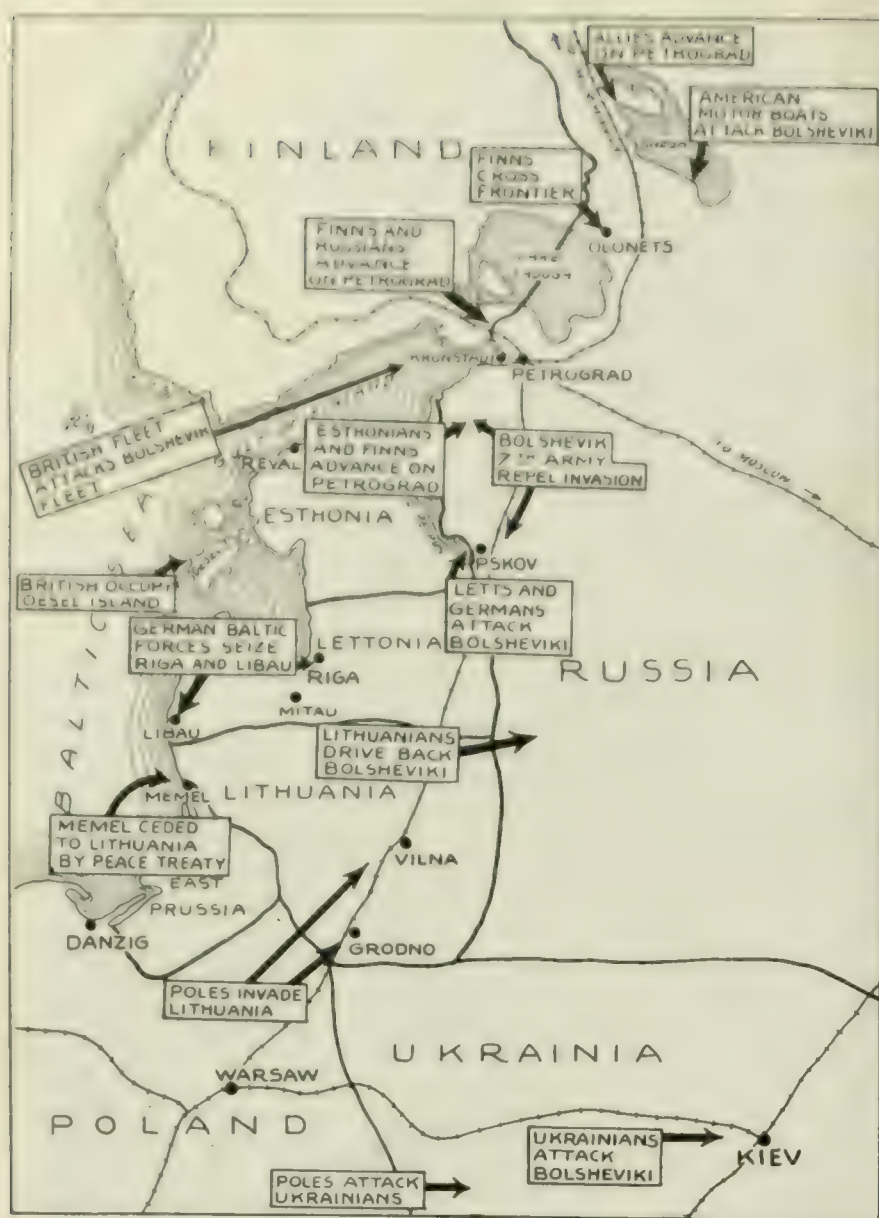 ALLIES ADVANCE
ON PETROGRAD
AMERICAN
MOTOR BOATS
ATTACK BOLSHEVIKI
FINLAND
FINNS
CROSS
FRONTIER
OLONETS
FINNS AND
RUSSIANS
ADVANCE
ON PETROGRAD
LAKE
LADOGA
KRONSTADT
PETROGRAD
BRITISH FLEET
ATTACKS BOLSHEVIK
FLEET
REVAL
ESTHONIANS
AND FINNS
ADVANCE ON
PETROGRAD
BOLSHEVIK
7TH ARMY
REPEL INVASION
TO MOSCOW
ESTHONIA
PSKOV
BRITISH OCCUPY
OESEL ISLAND
BALTIC SEA
GERMAN BALTIC
FORCES SEIZE
RIGA AND LIBAU
LETTONIA
LETTS AND
GERMANS
ATTACK
BOLSHEVIKI
RUSSIA
RIGA
MITAU
LIBAU
LITHUANIANS
DRIVE BACK
BOLSHEVIKI
MEMEL
LITHUANIA
MEMEL CEDED
TO LITHUANIA
BY PEACE TREATY
VILNA
EAST
PRUSSIA
DANZIG
GRODNO
POLES INVADE
LITHUANIA
UKRAINIA
WARSAW
POLAND
UKRAINIANS
ATTACK
BOLSHEVIKI
KIEV
POLES ATTACK
UKRAINIANS